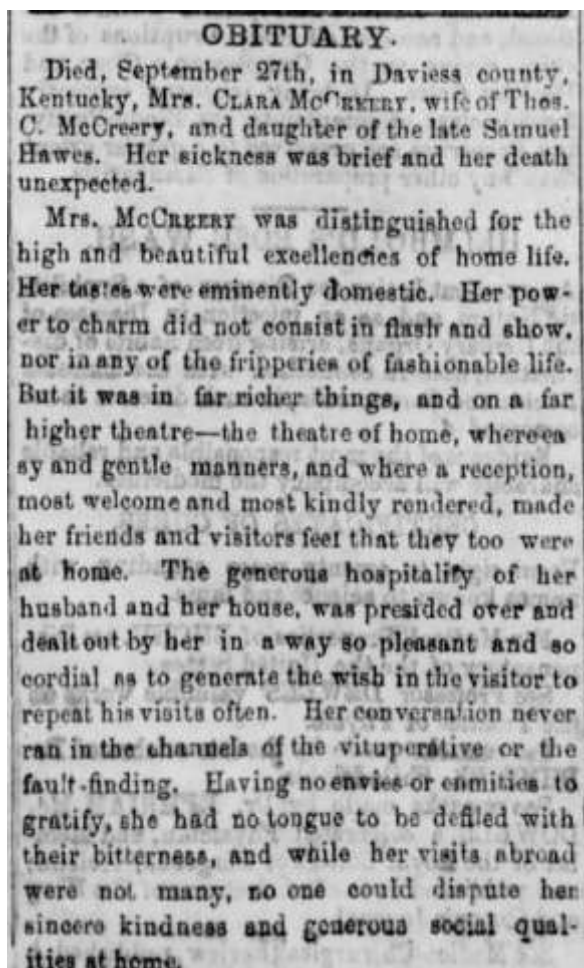 OBITUARY.
Died, September 27th, in Daviess county,
Kentucky, Mrs. CLARA MCCREERY, wife of Thos.
C. McCreery, and daughter of the late Samuel
Hawes. Her sickness was brief and her death
unexpected.
Mrs. MCCREERY was distinguished for the
high and beautiful excellencies of home life.
Her tastes were eminently domestic. Her pow-
er to charm did not consist in flash and show,
nor in any of the fripperies of fashionable life.
But it was in far richer things, and on a far
higher theatre—the theatre of home, where ea
sy and gentle manners, and where a reception,
most welcome and most kindly rendered, made
her friends and visitors feel that they too were
at home. The generous hospitality of her
husband and her house, was presided over and
dealt out by her in a way so pleasant and so
cordial as to generate the wish in the visitor to
repeat his visits often. Her conversation never
ran in the channels of the vituperative or the
fault-finding. Having no envies or enmities to
gratify, she had no tongue to be defiled with
their bitterness, and while her visits abroad
were not many, no one could dispute her
sincere kindness and generous social qual-
ities at home.